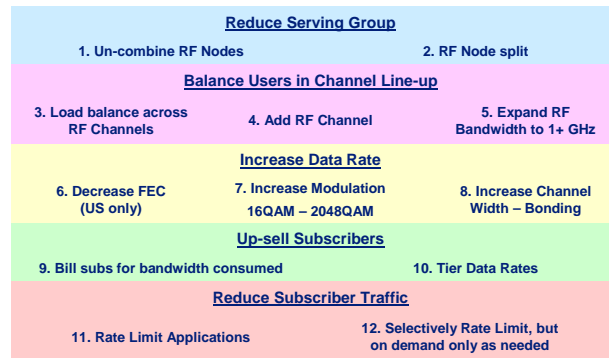 Reduce Serving Group
1. Un-combine RF Nodes
2. RF Node split
Balance Users in Channel Line-up
3. Load balance across
RF Channels
4. Add RF Channel
5. Expand RF
Bandwidth to 1+ GHz
Increase Data Rate
6. Decrease FEC
(US only)
7. Increase Modulation
16QAM – 2048QAM
8. Increase Channel
Width – Bonding
Up-sell Subscribers
9. Bill subs for bandwidth consumed
10. Tier Data Rates
Reduce Subscriber Traffic
11. Rate Limit Applications
12. Selectively Rate Limit, but
on demand only as needed